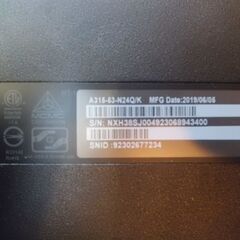 A315-53-N24Q/K MFG Date:2019/06/05
S/N: NXH38SJ004923068943400
SNID :92302677234